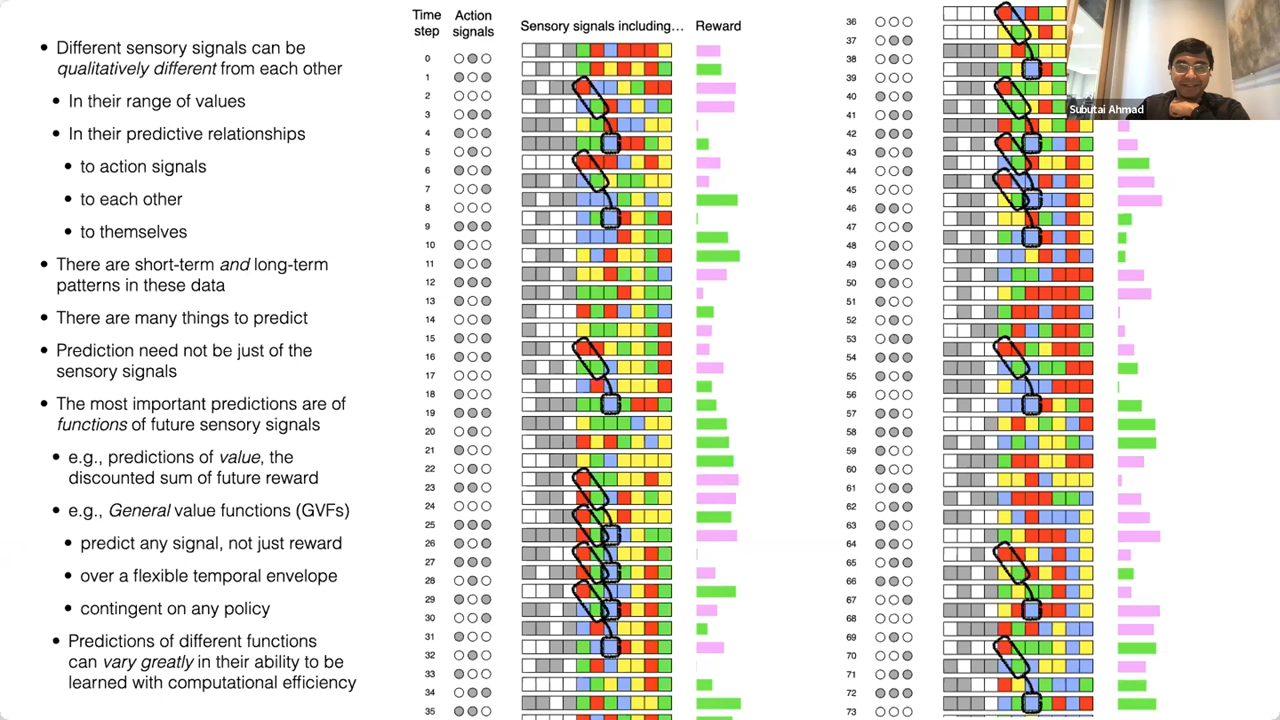 • Different sensory signals can be
qualitatively different from each other
• In their range of values
• In their predictive relationships
• to action signals
• to each other
• to themselves
• There are short-term and long-term
patterns in these data
• There are many things to predict
• Prediction need not be just of the
sensory signals
• The most important predictions are of
functions of future sensory signals
• e.g., predictions of value, the
discounted sum of future reward
• e.g., General value functions (GVFs)
• predict any signal, not just reward
• over a flexible temporal envelope
• contingent on any policy
• Predictions of different functions
can vary greatly in their ability to be
learned with computational efficiency
Time
step
Action
signals
Sensory signals including…
Reward
0
1
2
3
4
5
6
7
8
9
10
11
12
13
14
15
16
17
18
19
20
21
22
23
24
25
26
27
28
29
30
31
32
33
34
35
36
37
38
39
40
41
42
43
44
45
46
47
48
49
50
51
52
53
54
55
56
57
58
59
60
61
62
63
64
65
66
67
68
69
70
71
72
73
Subutai Ahmad